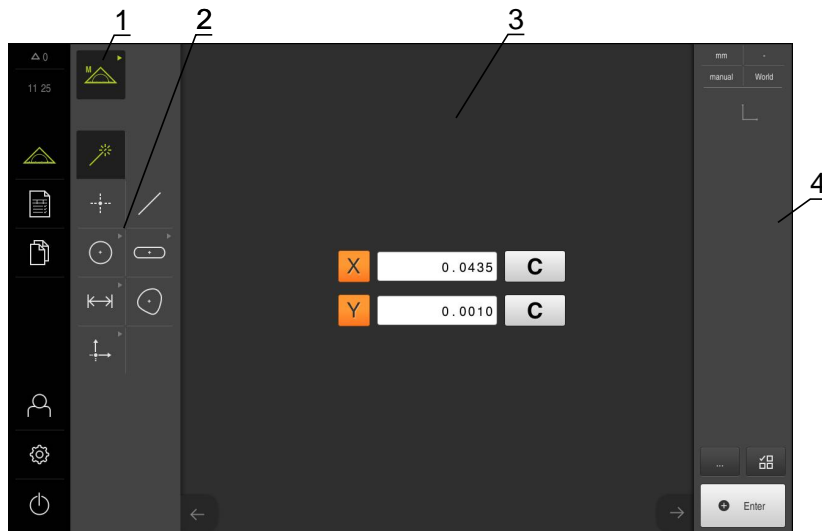 1
2
3
4
0
11 25
M
mm -
manual World
X 0.0435 C
Y 0.0010 C
...
Enter